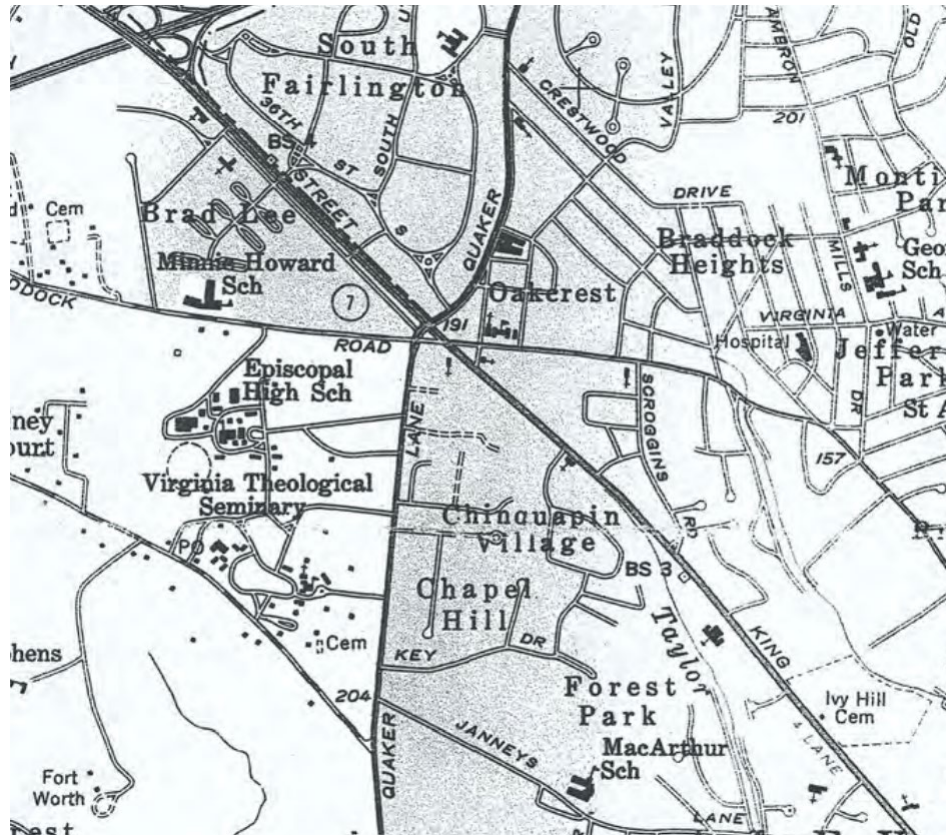 South
Fairlington
36TH
ST
S
SOUTH
BS 4
STREET
QUAKER
CRESTWOOD
DRIVE
VALLEY
201
OLD
MILLS
Braddock
Heights
Cem
Brad Lee
Minnie Howard
Sch
7
191
Oakcrest
VIRGINIA
Hospital
Water
DR
ROAD
Episcopal
High Sch
LANE
SCROGGINS
RD
157
Virginia Theological
Seminary
PO
Chinquapin
Village
BS 3
Chapel
Hill
Taylor
KING
4 LANE
Cem
KEY
DR
204
Forest
Park
Ivy Hill
Cem
QUAKER
JANNEYS
LANE
MacArthur
Sch
Fort
Worth